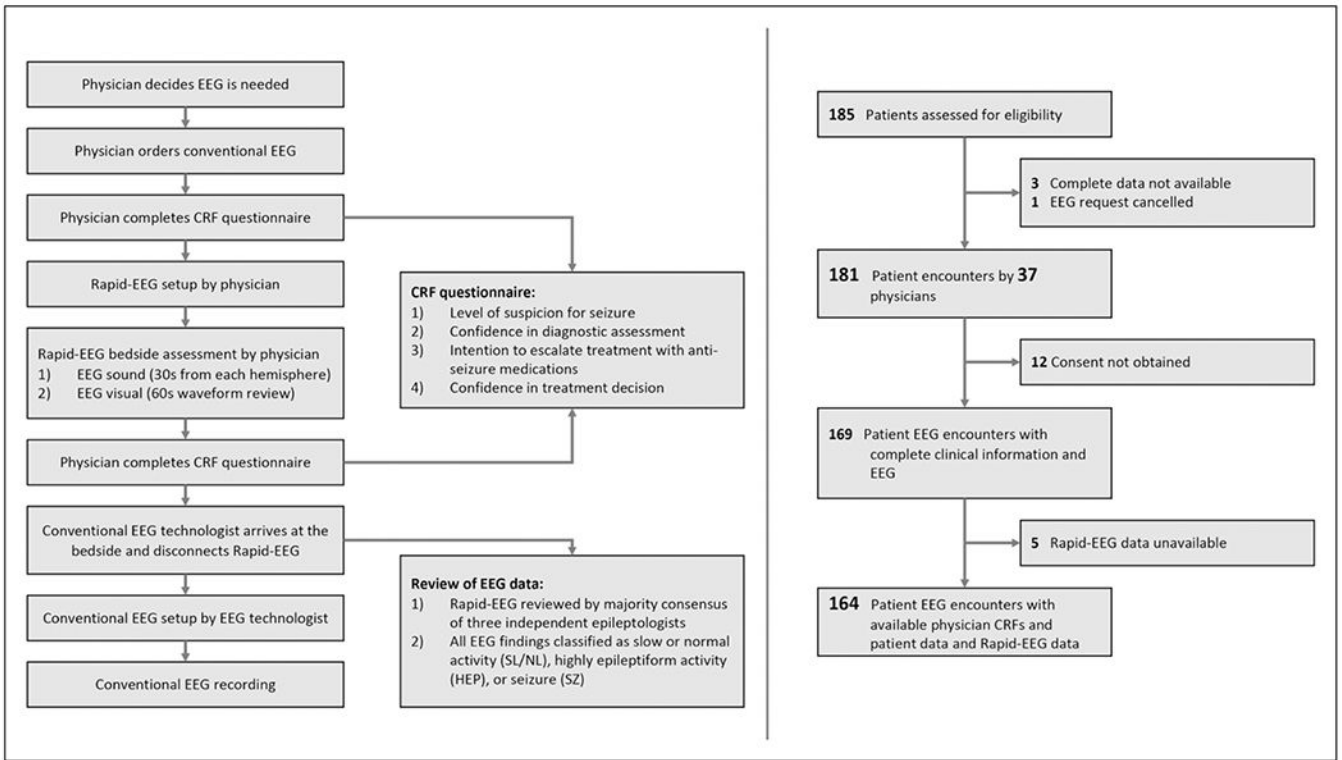 Physician decides EEG is needed
Physician orders conventional EEG
Physician completes CRF questionnaire
Rapid-EEG setup by physician
Rapid-EEG bedside assessment by physician
1) EEG sound (30s from each hemisphere)
2) EEG visual (60s waveform review)
Physician completes CRF questionnaire
Conventional EEG technologist arrives at the
bedside and disconnects Rapid-EEG
Conventional EEG setup by EEG technologist
Conventional EEG recording
CRF questionnaire:
1) Level of suspicion for seizure
2) Confidence in diagnostic assessment
3) Intention to escalate treatment with anti-
seizure medications
4) Confidence in treatment decision
Review of EEG data:
1) Rapid-EEG reviewed by majority consensus
of three independent epileptologists
2) All EEG findings classified as slow or normal
activity (SL/NL), highly epileptiform activity
(HEP), or seizure (SZ)
185 Patients assessed for eligibility
3 Complete data not available
1 EEG request cancelled
181 Patient encounters by 37
physicians
12 Consent not obtained
169 Patient EEG encounters with
complete clinical information and
EEG
5 Rapid-EEG data unavailable
164 Patient EEG encounters with
available physician CRFs and
patient data and Rapid-EEG data